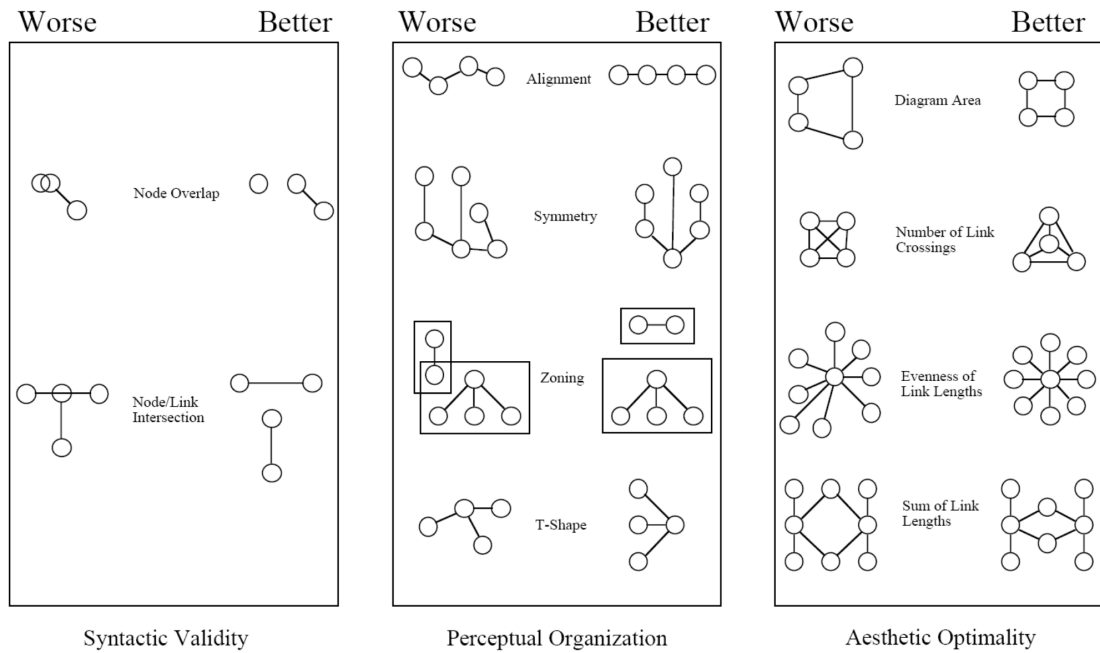 Worse
Better
Node Overlap
Node/Link
Intersection
Syntactic Validity
Worse
Better
Alignment
Symmetry
Zoning
T-Shape
Perceptual Organization
Worse
Better
Diagram Area
Number of Link
Crossings
Evenness of
Link Lengths
Sum of Link
Lengths
Aesthetic Optimality